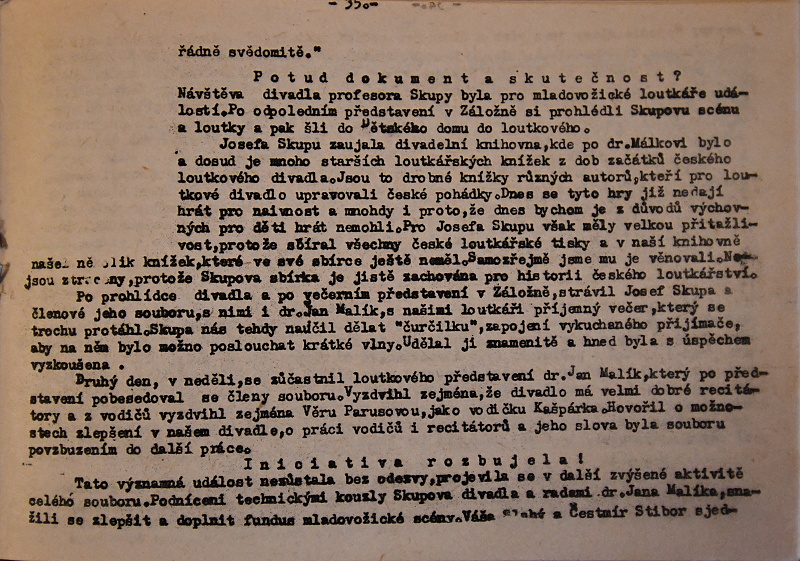 - 35o-
řádně svědomitě."
Potud dokument a skutečnost?
Návštěva divadla profesora Skupy byla pro mladovožické loutkáře udá-
lostí.Po odpoledním představení v Záložně si prohlédli Skupovu scénu
a loutky a pak šli do Dětského domu do loutkového.
Josefa Skupu zaujala divadelní knihovna,kde po dr.Málkovi bylo
a dosud je mnoho starších loutkářských knížek z dob začátků českého
loutkového divadla.Jsou to drobné knížky různých autorů,kteří pro lou-
tkové divadlo upravovali české pohádky.Dnes se tyto hry již nedají
hrát pro naivnost a mnohdy i proto,že dnes bychom je z důvodů výchov-
ných pro děti hrát nemohli.Pro Josefa Skupu však měly velkou přitažli-
vost,protože sbíral všechny české loutkářské tisky a v naší knihovně
našel ně lik knížek,které ve své sbírce ještě neměl.Samozřejmě jsme mu je věnovali.Ne-
jsou ztraceny,protože Skupova sbírka je jistě zachována pro historii českého loutkářství.
Po prohlídce divadla a po večerním představení v Záložně,strávil Josef Skupa a
členové jeho souboru,s nimi i dr.Jan Malík,s našimi loutkáři příjemný večer,který se
trochu protáhl.Skupa nás tehdy naučil dělat "čurčilku",zapojení vykuchaného přijímače,
aby na něm bylo možno poslouchat krátké vlny.Udělal ji znamenitě a hned byla s úspěchem
vyzkoušena .
Druhý den, v neděli,se zúčastnil loutkového představení dr.Jan Malík,který po před-
stavení pobesedoval se členy souboru.Vyzdvihl zejména,že divadlo má velmi dobré recitá-
tory a z vodičů vyzdvihl zejména Věru Parusovou,jako vodičku Kašpárka.Hovořil o možno-
stech zlepšení v našem divadle,o práci vodičů i recitátorů a jeho slova byla souboru
povzbuzením do další práce.
Iniciativa rozbujela!
Tato významná událost nezůstala bez odezvy,projevila se v další zvýšené aktivitě
celého souboru.Podníceni technickými kouzly Skupova divadla a radami dr.Jana Malíka,sna-
žili se zlepšit a doplnit fundus mladovožické scény.Váša a Čestmír Stibor sjed-